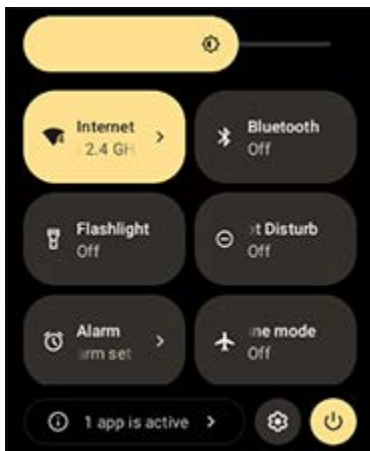 Internet
2.4 GH
Bluetooth
Off
Flashlight
Off
t Disturb
Off
Alarm
arm set
ne mode
Off
1 app is active